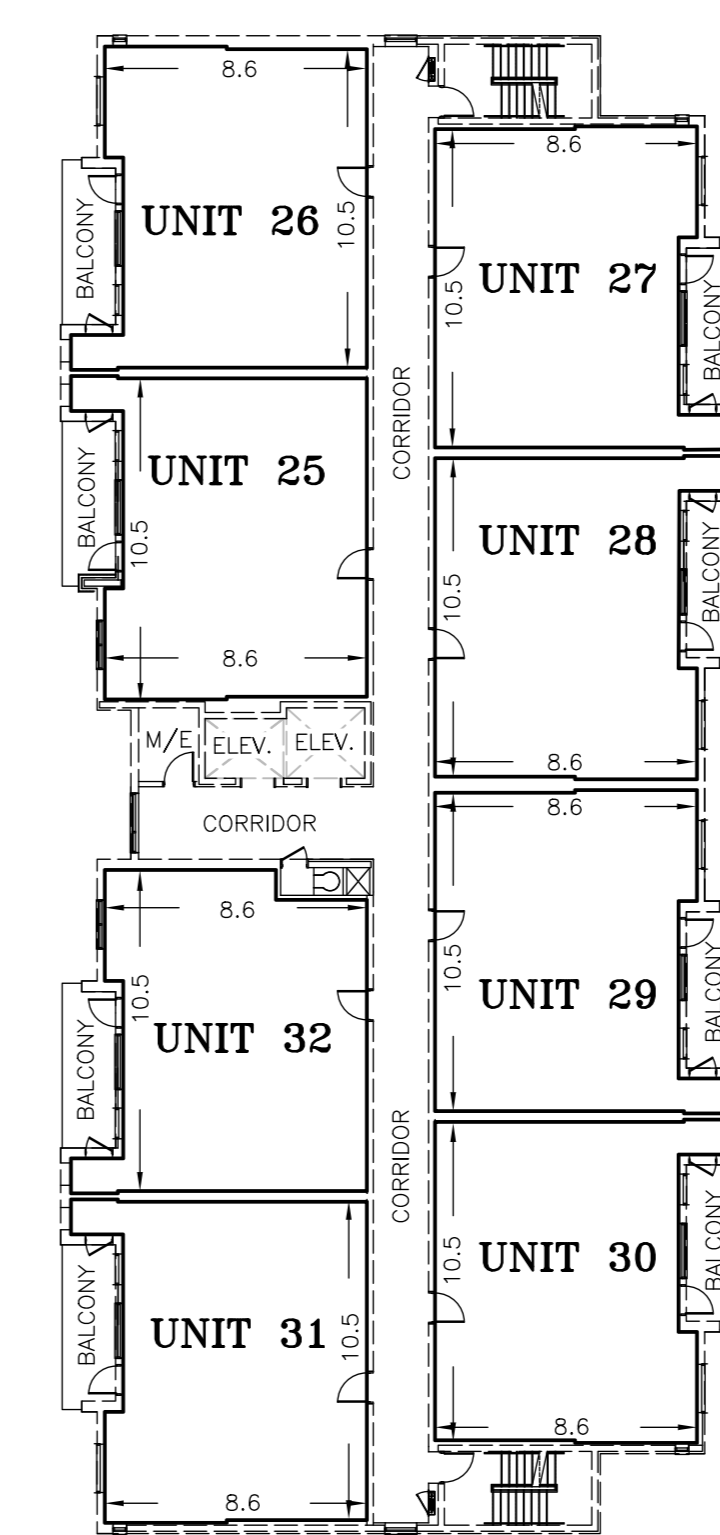 8.6
BALCONY
UNIT 26
10.5
8.6
UNIT 27
10.5
BALCONY
CORRIDOR
BALCONY
UNIT 25
10.5
8.6
UNIT 28
10.5
BALCONY
8.6
M/E
ELEV.
ELEV.
CORRIDOR
8.6
10.5
UNIT 29
BALCONY
8.6
10.5
UNIT 32
BALCONY
CORRIDOR
10.5
UNIT 30
BALCONY
8.6
BALCONY
UNIT 31
10.5
8.6